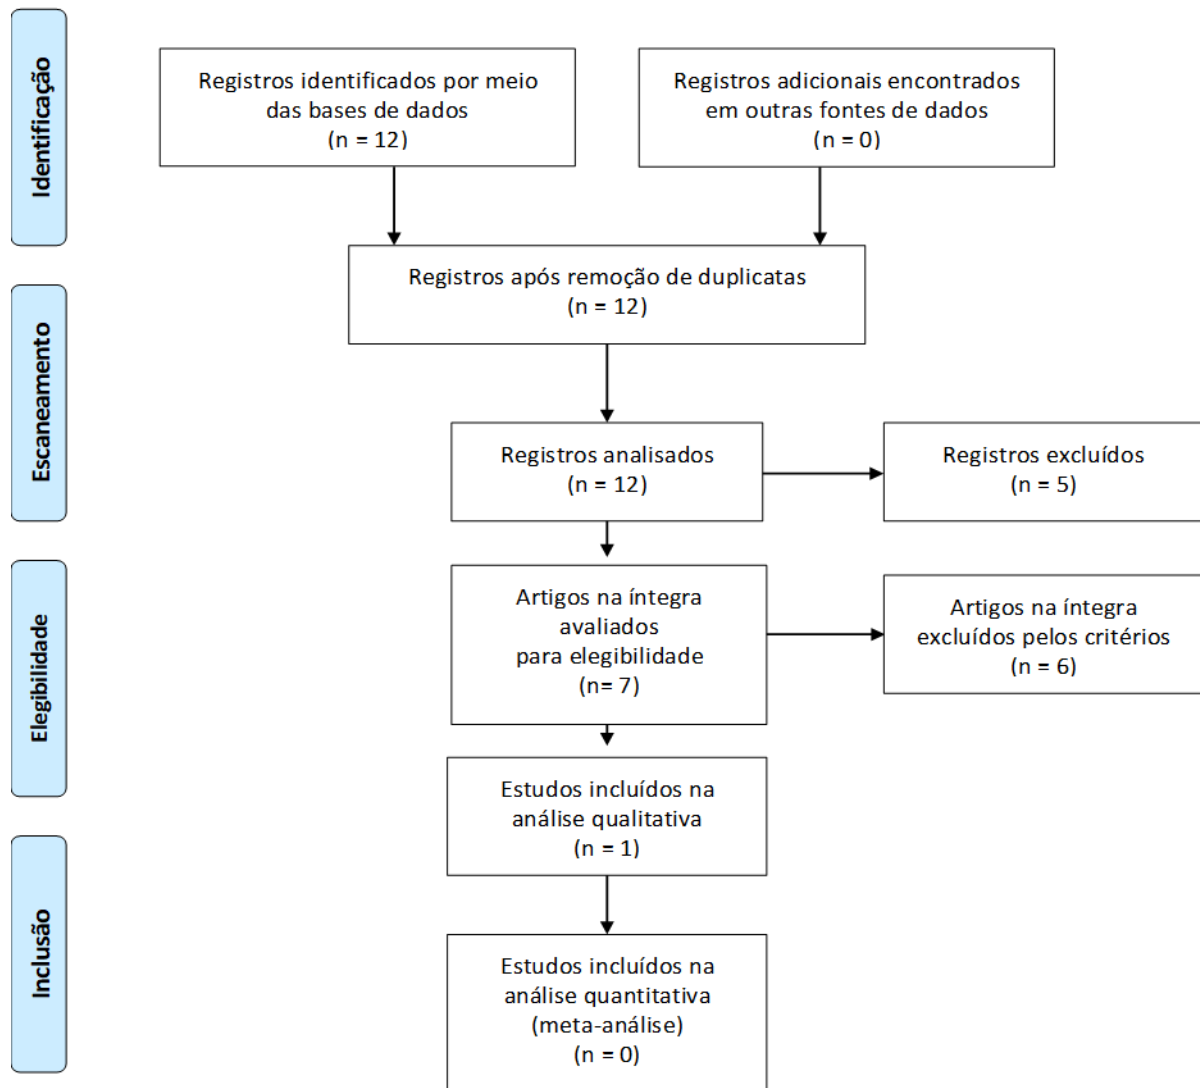 Identificação
Registros identificados por meio
das bases de dados
(n = 12)
Registros adicionais encontrados
em outras fontes de dados
(n = 0)
Registros após remoção de duplicatas
(n = 12)
Escaneamento
Registros analisados
(n = 12)
Registros excluídos
(n = 5)
Elegibilidade
Artigos na íntegra
avaliados
para elegibilidade
(n= 7)
Artigos na íntegra
excluídos pelos critérios
(n = 6)
Estudos incluídos na
análise qualitativa
(n = 1)
Inclusão
Estudos incluídos na
análise quantitativa
(meta-análise)
(n = 0)